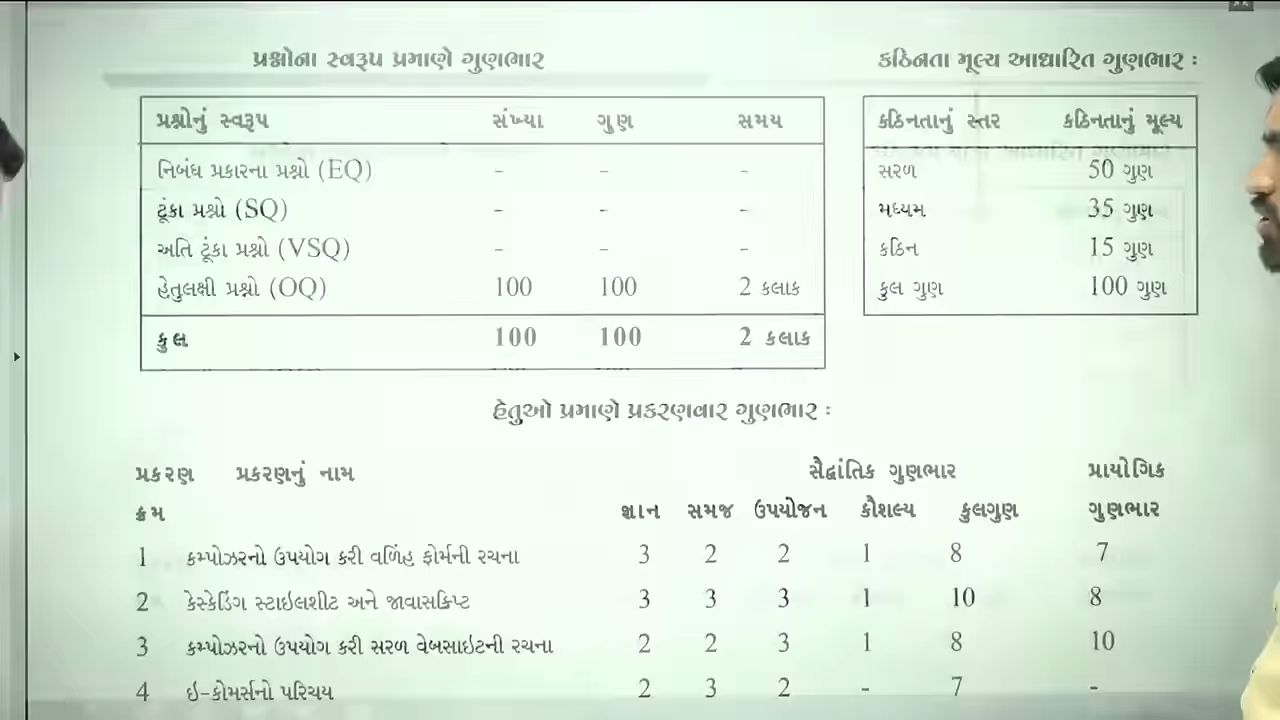 પ્રશ્નોના સ્વરૂપ પ્રમાણે ગુણભાર
પ્રશ્નોનું સ્વરૂપ સંખ્યા ગુણ સમય
નિબંધ પ્રકારના પ્રશ્નો (EQ) - - -
ટૂંકા પ્રશ્નો (SQ) - - -
અતિ ટૂંકા પ્રશ્નો (VSQ) - - -
હેતુલક્ષી પ્રશ્નો (OQ) 100 100 2 કલાક
કુલ 100 100 2 કલાક
કઠિનતા મૂલ્ય આધારિત ગુણભાર :
કઠિનતાનું સ્તર કઠિનતાનું મૂલ્ય
સરળ 50 ગુણ
મધ્યમ 35 ગુણ
કઠિન 15 ગુણ
કુલ ગુણ 100 ગુણ
હેતુઓ પ્રમાણે પ્રકરણવાર ગુણભાર :
પ્રકરણ પ્રકરણનું નામ સૈદ્ધાંતિક ગુણભાર પ્રાયોગિક
ક્રમ જ્ઞાન સમજ ઉપયોજન કૌશલ્ય કુલગુણ ગુણભાર
1 કમ્પોઝરનો ઉપયોગ કરી વળિંહ ફોર્મની રચના 3 2 2 1 8 7
2 કેસ્કેડિંગ સ્ટાઇલશીટ અને જાવાસ્ક્રિપ્ટ 3 3 3 1 10 8
3 કમ્પોઝરનો ઉપયોગ કરી સરળ વેબસાઇટની રચના 2 2 3 1 8 10
4 ઇ-કોમર્સનો પરિચય 2 3 2 - 7 -